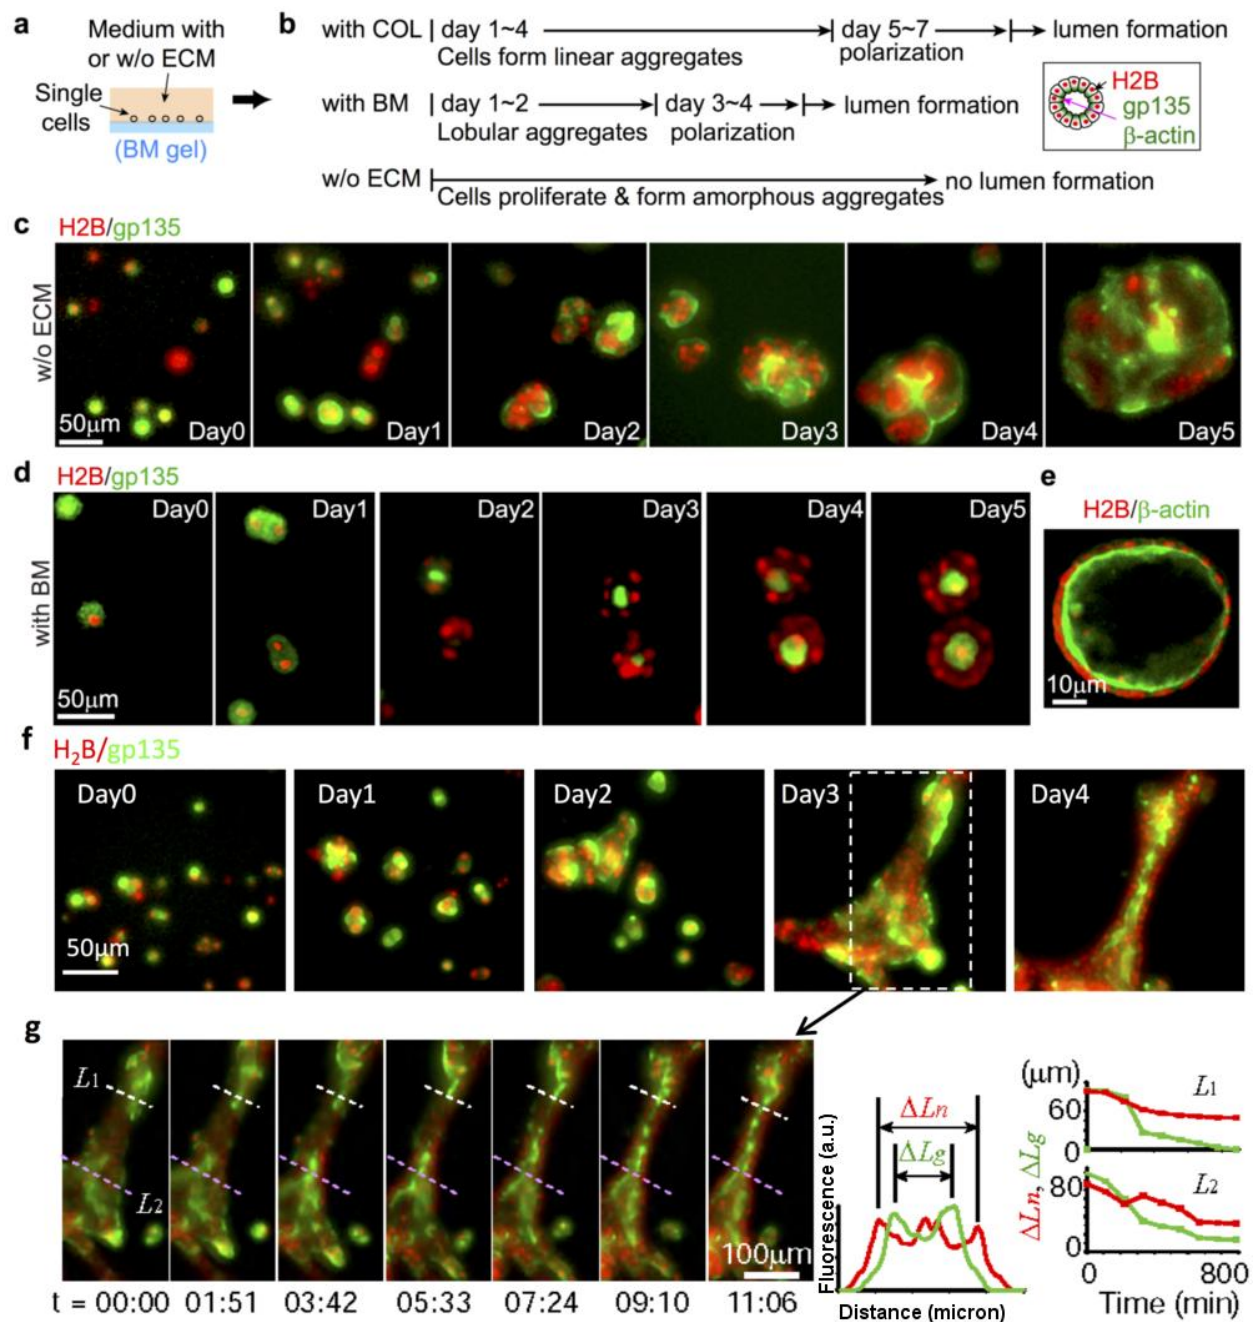 a
Medium with
or w/o ECM
Single
cells
(BM gel)
b
with COL
day 1~4
day 5~7
lumen formation
Cells form linear aggregates
polarization
with BM
day 1~2
day 3~4
lumen formation
Lobular aggregates
polarization
H2B
gp135
β-actin
w/o ECM
no lumen formation
Cells proliferate & form amorphous aggregates
c
H2B/gp135
w/o ECM
50μm
Day0
Day1
Day2
Day3
Day4
Day5
d
H2B/gp135
with BM
Day0
Day1
Day2
Day3
Day4
Day5
50μm
e
H2B/β-actin
10μm
f
H2B/gp135
Day0
Day1
Day2
Day3
Day4
50μm
g
L1
L2
100μm
t = 00:00
01:51
03:42
05:33
07:24
09:10
11:06
Fluorescence (a.u.)
ΔLn
ΔLg
Distance (micron)
(μm)
ΔLn, ΔLg
60
0
L1
80
0
L2
0
800
Time (min)